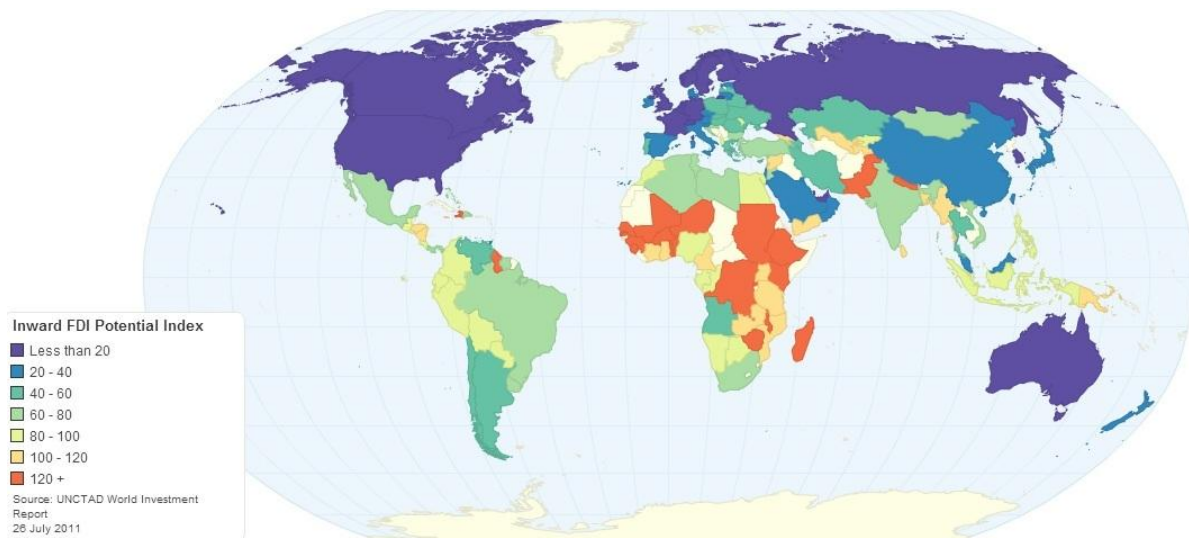 Inward FDI Potential Index
Less than 20
20 - 40
40 - 60
60 - 80
80 - 100
100 - 120
120 +
Source: UNCTAD World Investment
Report
26 July 2011